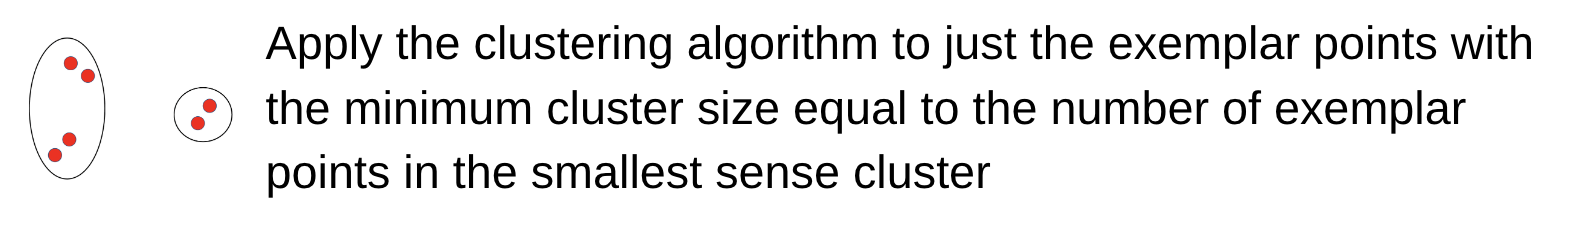 Apply the clustering algorithm to just the exemplar points with
the minimum cluster size equal to the number of exemplar
points in the smallest sense cluster